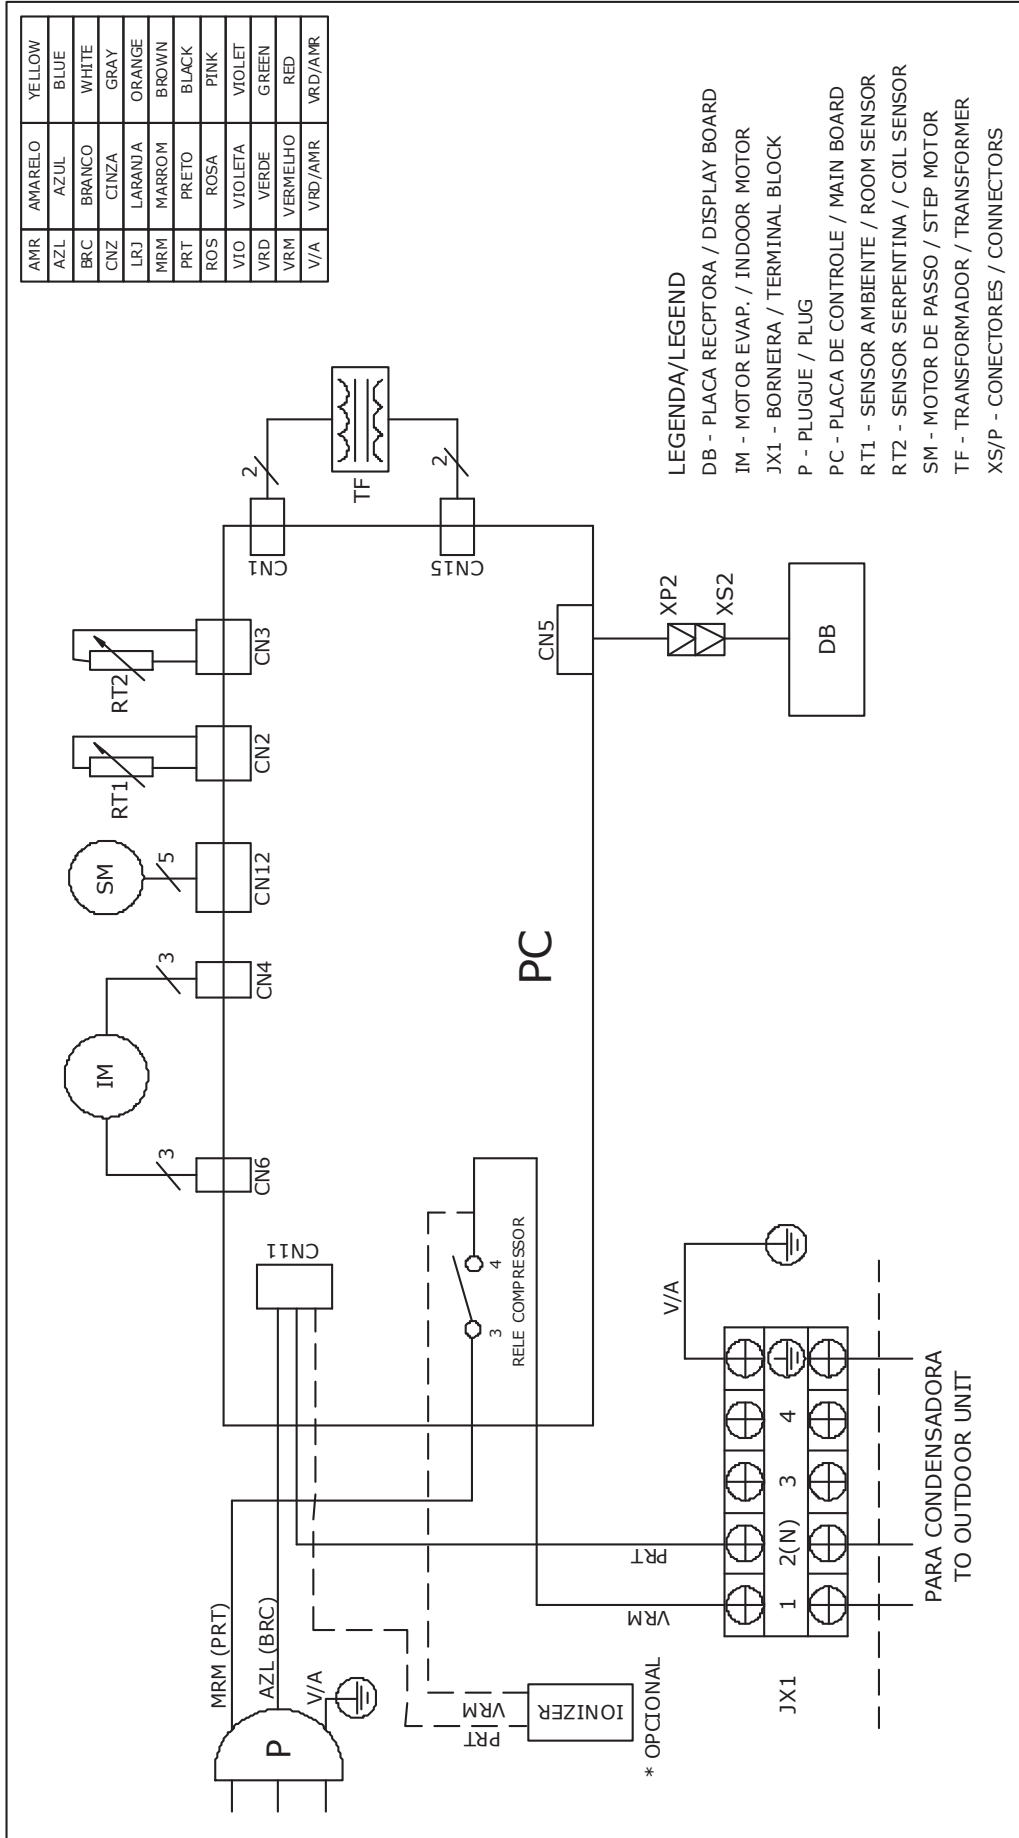 AMR AMARELO YELLOW
AZL AZUL BLUE
BRC BRANCO WHITE
CNZ CINZA GRAY
LRJ LARANJA ORANGE
MRM MARROM BROWN
PRT PRETO BLACK
ROS ROSA PINK
VIO VIOLETA VIOLET
VRD VERDE GREEN
VRM VERMELHO RED
V/A VRD/AMR VRD/AMR
IM
SM
RT1
RT2
3
3
5
CN6
CN4
CN12
CN2
CN3
CN11
CN1
2
TF
CN15
2
PC
CN5
XP2
XS2
DB
MRM (PRT)
AZL (BRC)
V/A
P
3
4
RELE COMPRESSOR
PRT
VRM
IONIZER
* OPCIONAL
VRM
PRT
V/A
JX1
1
2(N)
3
4
PARA CONDENSADORA
TO OUTDOOR UNIT
LEGENDA/LEGEND
DB - PLACA RECPTORA / DISPLAY BOARD
IM - MOTOR EVAP. / INDOOR MOTOR
JX1 - BORNEIRA / TERMINAL BLOCK
P - PLUGUE / PLUG
PC - PLACA DE CONTROLE / MAIN BOARD
RT1 - SENSOR AMBIENTE / ROOM SENSOR
RT2 - SENSOR SERPENTINA / COIL SENSOR
SM - MOTOR DE PASSO / STEP MOTOR
TF - TRANSFORMADOR / TRANSFORMER
XS/P - CONECTORES / CONNECTORS